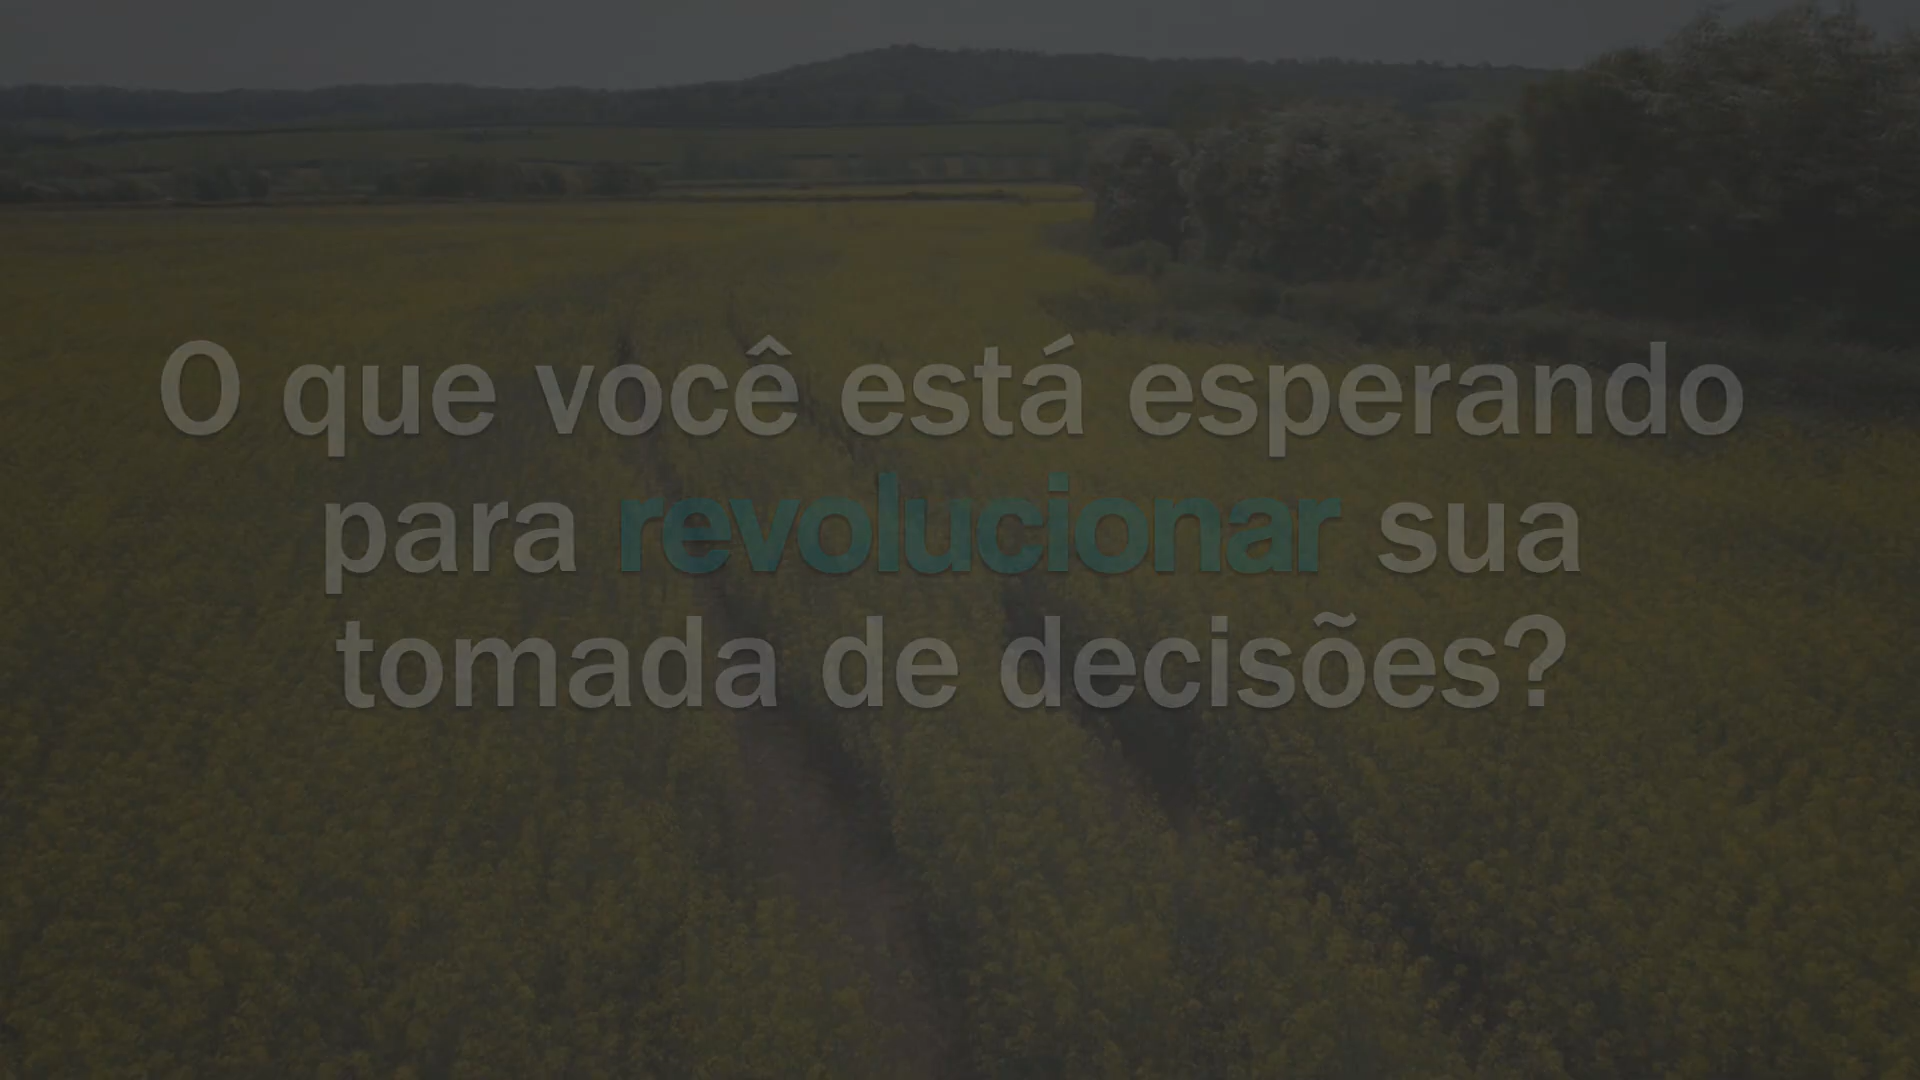 O que você está esperando
para revolucionar sua
tomada de decisões?